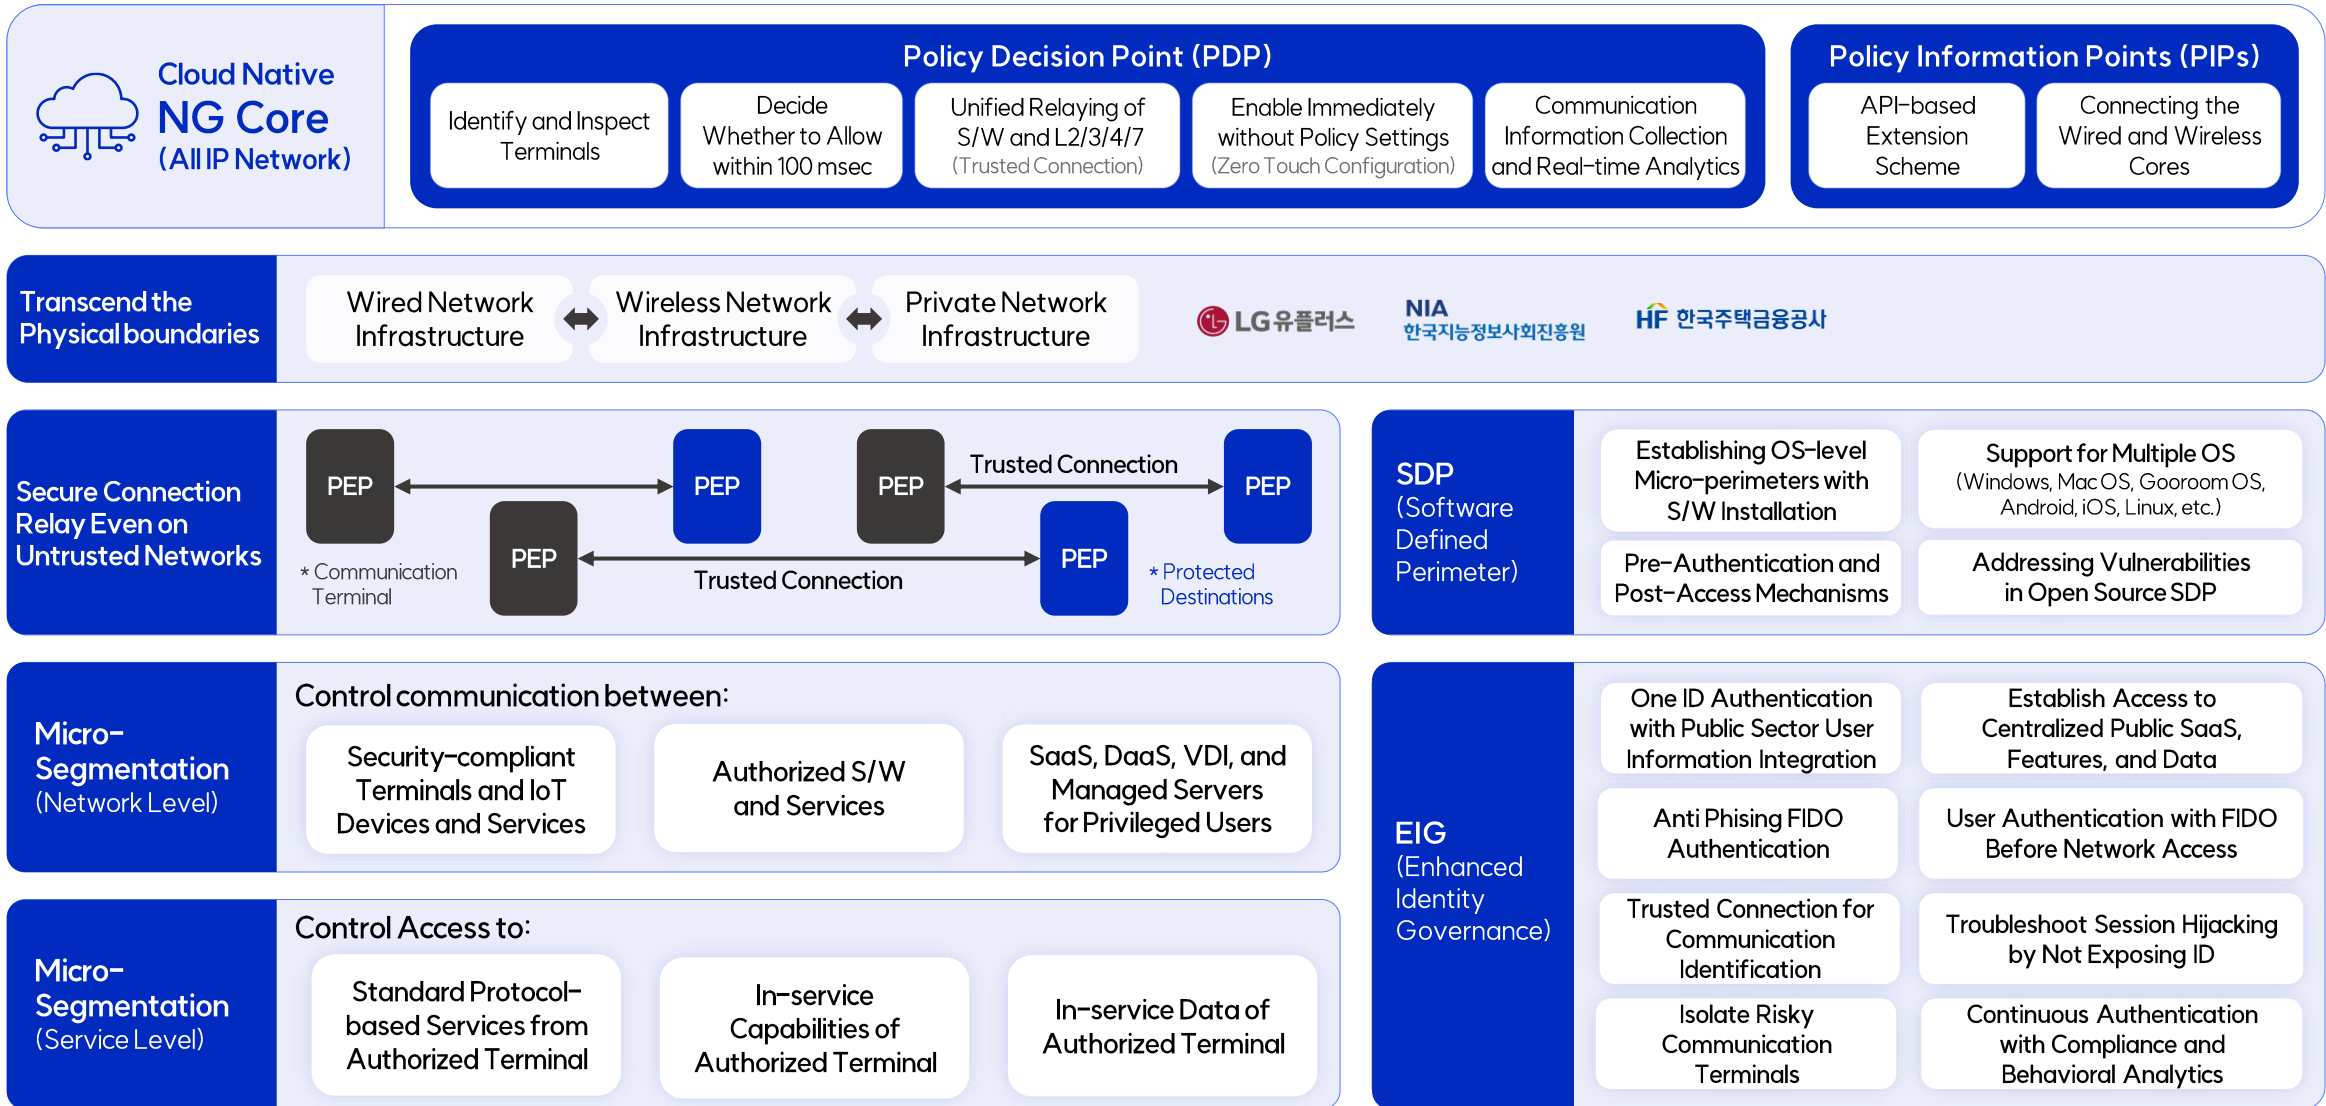 Cloud Native
NG Core
(All IP Network)
Policy Decision Point (PDP)
Identify and Inspect
Terminals
Decide
Whether to Allow
within 100 msec
Unified Relaying of
S/W and L2/3/4/7
(Trusted Connection)
Enable Immediately
without Policy Settings
(Zero Touch Configuration)
Communication
Information Collection
and Real-time Analytics
Policy Information Points (PIPs)
API-based
Extension
Scheme
Connecting the
Wired and Wireless
Cores
Transcend the
Physical boundaries
Wired Network
Infrastructure
Wireless Network
Infrastructure
Private Network
Infrastructure
LG유플러스
NIA
한국지능정보사회진흥원
HF 한국주택금융공사
Secure Connection
Relay Even on
Untrusted Networks
PEP
PEP
PEP
Trusted Connection
PEP
PEP
Trusted Connection
PEP
* Communication
Terminal
* Protected
Destinations
SDP
(Software
Defined
Perimeter)
Establishing OS-level
Micro-perimeters with
S/W Installation
Support for Multiple OS
(Windows, Mac OS, Gooroom OS,
Android, iOS, Linux, etc.)
Pre-Authentication and
Post-Access Mechanisms
Addressing Vulnerabilities
in Open Source SDP
Micro-
Segmentation
(Network Level)
Control communication between:
Security-compliant
Terminals and IoT
Devices and Services
Authorized S/W
and Services
SaaS, DaaS, VDI, and
Managed Servers
for Privileged Users
Micro-
Segmentation
(Service Level)
Control Access to:
Standard Protocol-
based Services from
Authorized Terminal
In-service
Capabilities of
Authorized Terminal
In-service Data of
Authorized Terminal
EIG
(Enhanced
Identity
Governance)
One ID Authentication
with Public Sector User
Information Integration
Establish Access to
Centralized Public SaaS,
Features, and Data
Anti Phising FIDO
Authentication
User Authentication with FIDO
Before Network Access
Trusted Connection for
Communication
Identification
Troubleshoot Session Hijacking
by Not Exposing ID
Isolate Risky
Communication
Terminals
Continuous Authentication
with Compliance and
Behavioral Analytics